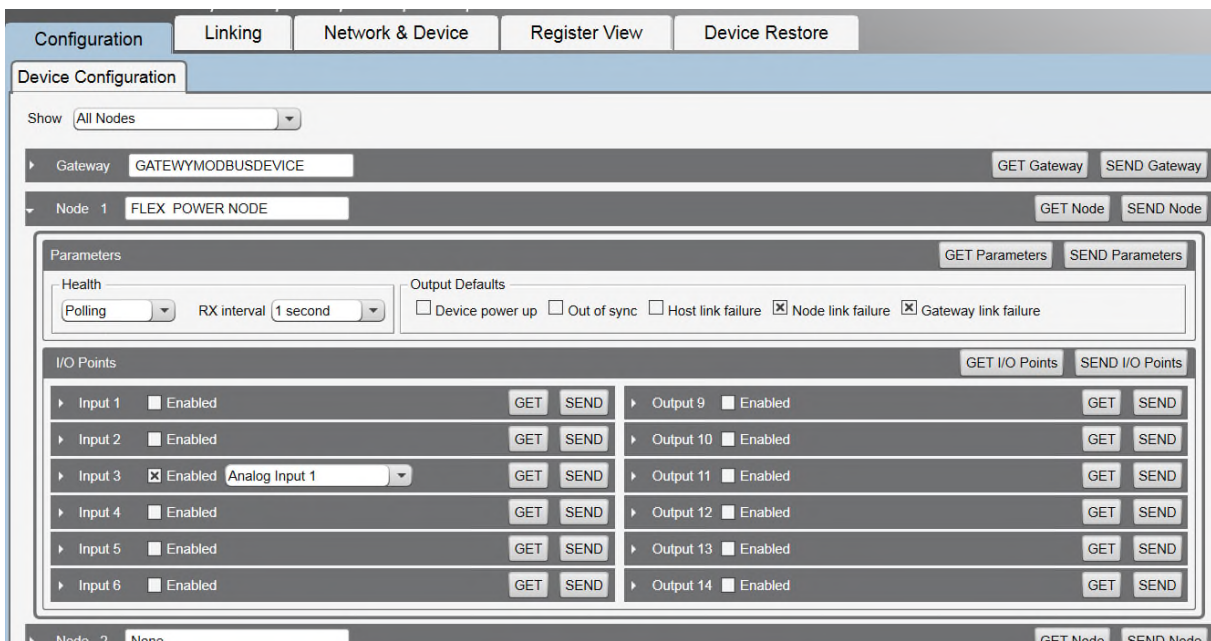 Configuration Linking Network & Device Register View Device Restore
Device Configuration
Show All Nodes
Gateway GATEWYMODBUSDEVICE GET Gateway SEND Gateway
Node 1 FLEX POWER NODE GET Node SEND Node
Parameters GET Parameters SEND Parameters
Health Output Defaults
Polling RX interval 1 second Device power up Out of sync Host link failure Node link failure Gateway link failure
I/O Points GET I/O Points SEND I/O Points
Input 1 Enabled GET SEND Output 9 Enabled GET SEND
Input 2 Enabled GET SEND Output 10 Enabled GET SEND
Input 3 Enabled Analog Input 1 GET SEND Output 11 Enabled GET SEND
Input 4 Enabled GET SEND Output 12 Enabled GET SEND
Input 5 Enabled GET SEND Output 13 Enabled GET SEND
Input 6 Enabled GET SEND Output 14 Enabled GET SEND
Node 2 None GET Node SEND Node